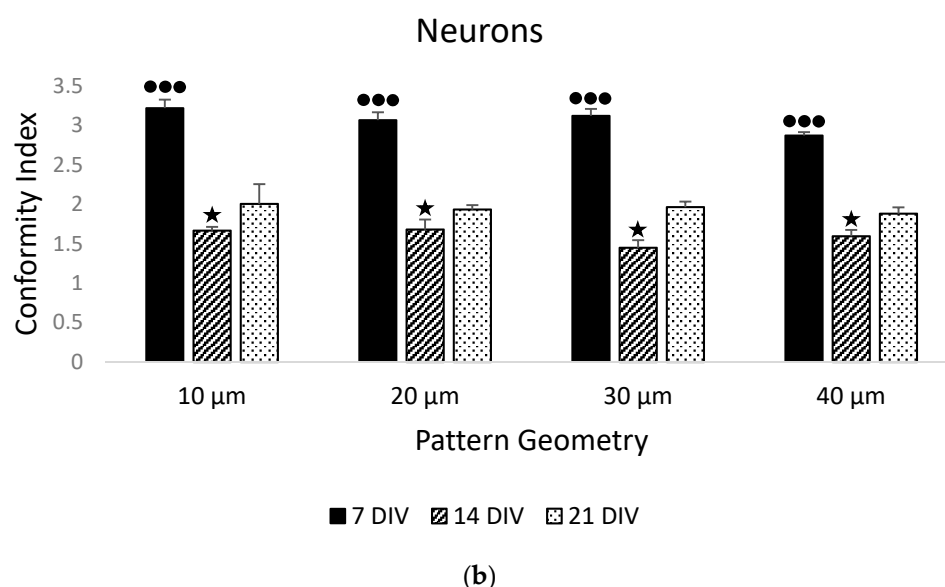 Neurons
3.5
3
2.5
2
1.5
1
0.5
0
Conformity Index
10 µm 20 µm 30 µm 40 µm
Pattern Geometry
7 DIV 14 DIV 21 DIV
(b)